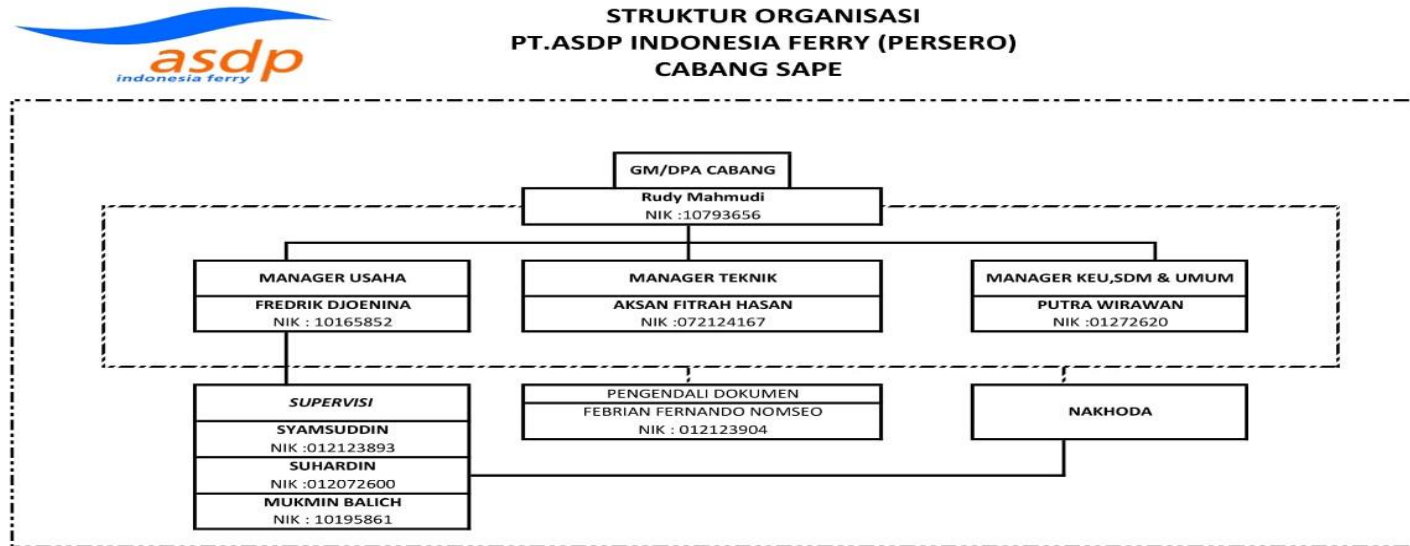 asdp
indonesia ferry
STRUKTUR ORGANISASI
PT.ASDP INDONESIA FERRY (PERSERO)
CABANG SAPE
GM/DPA CABANG
Rudy Mahmudi
NIK :10793656
MANAGER USAHA
FREDRIK DJOENINA
NIK : 10165852
MANAGER TEKNIK
AKSAN FITRAH HASAN
NIK :072124167
MANAGER KEU,SDM & UMUM
PUTRA WIRAWAN
NIK :01272620
SUPERVISI
SYAMSUDDIN
NIK :012123893
SUHARDIN
NIK :012072600
MUKMIN BALICH
NIK : 10195861
PENGENDALI DOKUMEN
FEBRIAN FERNANDO NOMSEO
NIK : 012123904
NAKHODA